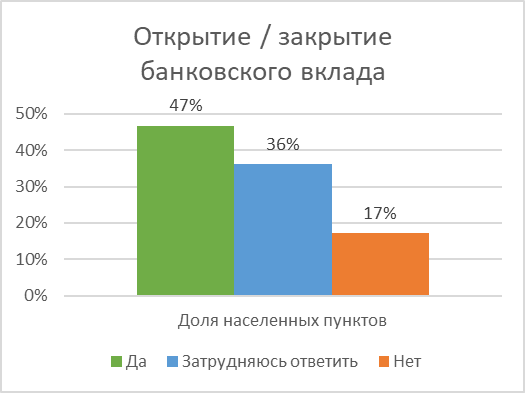 Открытие / закрытие
банковского вклада
47%
36%
17%
50%
40%
30%
20%
10%
0%
Доля населенных пунктов
Да
Затрудняюсь ответить
Нет